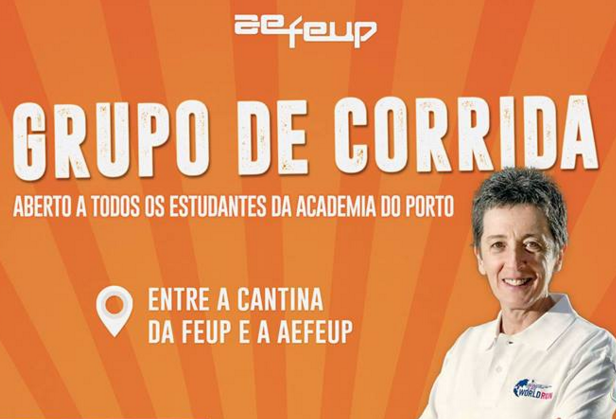 aefeup
GRUPO DE CORRIDA
ABERTO A TODOS OS ESTUDANTES DA ACADEMIA DO PORTO
ENTRE A CANTINA
DA FEUP E A AEFEUP
WORLD RUN